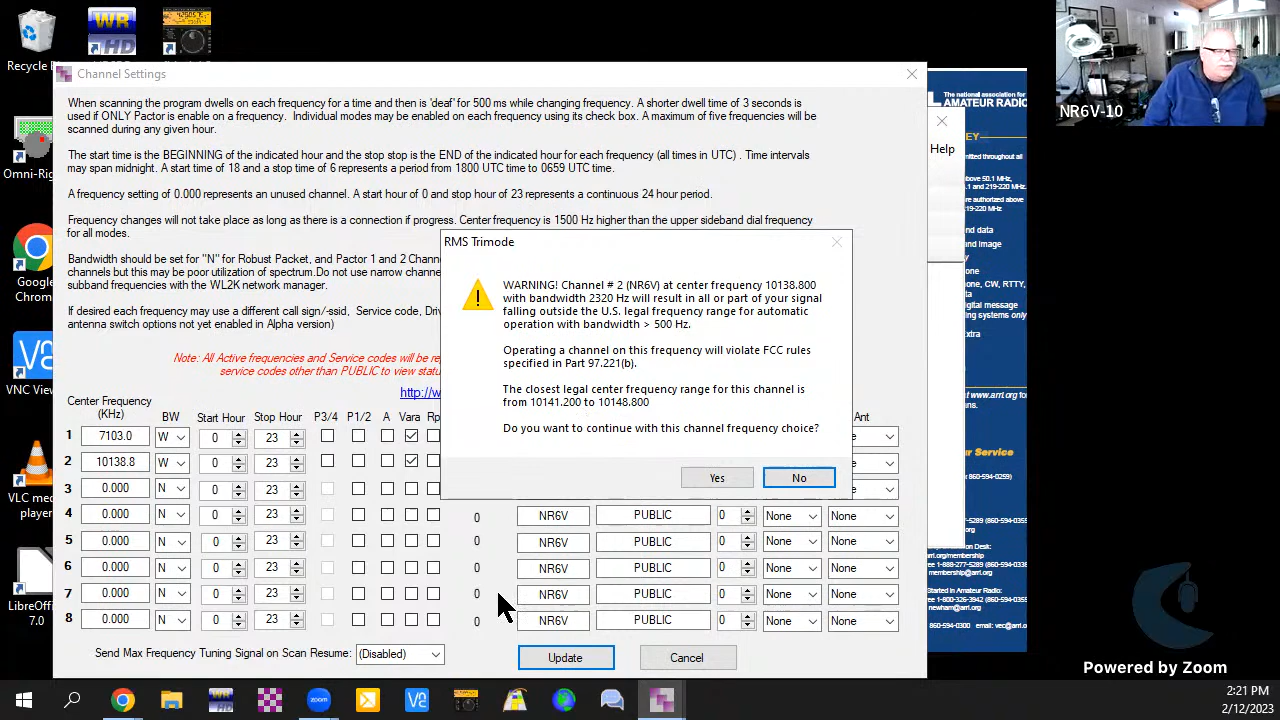 Recycle
WR
HD
Channel Settings
When scanning the program dwells on each frequency for a time and then is 'deaf' for 500 ms while changing frequency. A shorter dwell time of 3 seconds is
used if ONLY Pactor is enable on a frequency. Individual modes may be enabled on each frequency using its check box. A maximum of five frequencies will be
scanned during any given hour:
The start time is the BEGINNING of the indicated hour and the stop stop is the END of the indicated hour for each frequency (all times in UTC) . Time intervals
may span midnight. A start time of 18 and a stop time of 6 represents a period from 1800 UTC time to 0659 UTC time.
A frequency setting of 0.000 represents an unused channel. A start hour of 0 and stop hour of 23 represents a continuous 24 hour period.
Frequency changes will not take place as long as there is a connection if progress. Center frequency is 1500 Hz higher than the upper sideband dial frequency
for all modes.
Bandwidth should be set for "N" for Robust Packet, and Pactor 1 and 2 Chann
channels but this may be poor utilization of spectrum.Do not use narrow chann
subband frequencies with the WL2K network manager.
If desired each frequency may use a different call sign/-ssid, Service code, Driv
antenna switch options not yet enabled in Alpha version)
Note: All Active frequencies and Service codes will be re
service codes other than PUBLIC to view statu
http://w
Omni-Rig
Google
Chrom
VNC View
VLC med
player
LibreOffi
7.0
RMS Trimode
WARNING! Channel # 2 (NR6V) at center frequency 10138.800
with bandwidth 2320 Hz will result in all or part of your signal
falling outside the U.S. legal frequency range for automatic
operation with bandwidth > 500 Hz.
Operating a channel on this frequency will violate FCC rules
specified in Part 97.221(b).
The closest legal center frequency range for this channel is
from 10141.200 to 10148.800
Do you want to continue with this channel frequency choice?
Yes No
Center Frequency
(KHz) BW Start Hour Stop Hour P3/4 P1/2 A Vara Rp Ant
1 7103.0 W 0 23
2 10138.8 W 0 23
3 0.000 N 0 23
4 0.000 N 0 23 0 NR6V PUBLIC 0 None None
5 0.000 N 0 23 0 NR6V PUBLIC 0 None None
6 0.000 N 0 23 0 NR6V PUBLIC 0 None None
7 0.000 N 0 23 0 NR6V PUBLIC 0 None None
8 0.000 N 0 23 0 NR6V PUBLIC 0 None None
Send Max Frequency Tuning Signal on Scan Resume: (Disabled) Update Cancel
Help
The national association for
AMATEUR RADIO
NR6V-10
Powered by Zoom
2:21 PM
2/12/2023